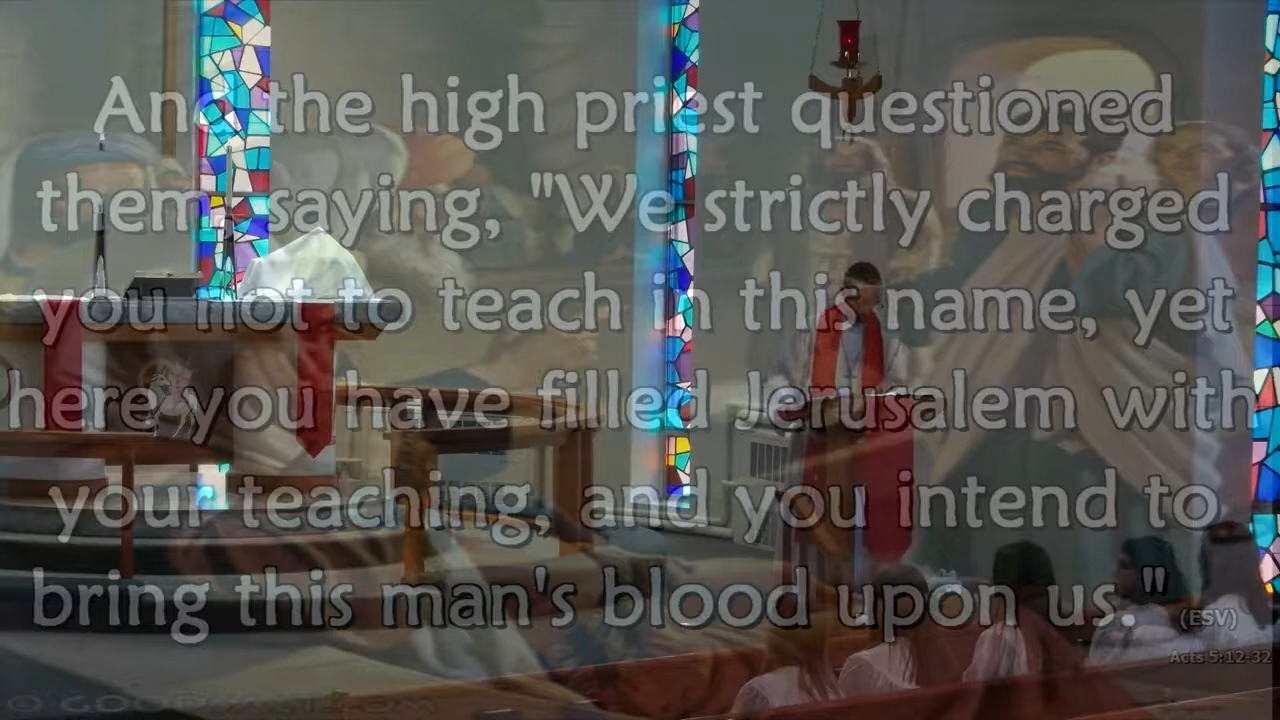 And the high priest questioned
them, saying, "We strictly charged
you not to teach in this name, yet
here you have filled Jerusalem with
your teaching, and you intend to
bring this man's blood upon us."
(ESV)
Acts 5:12-32